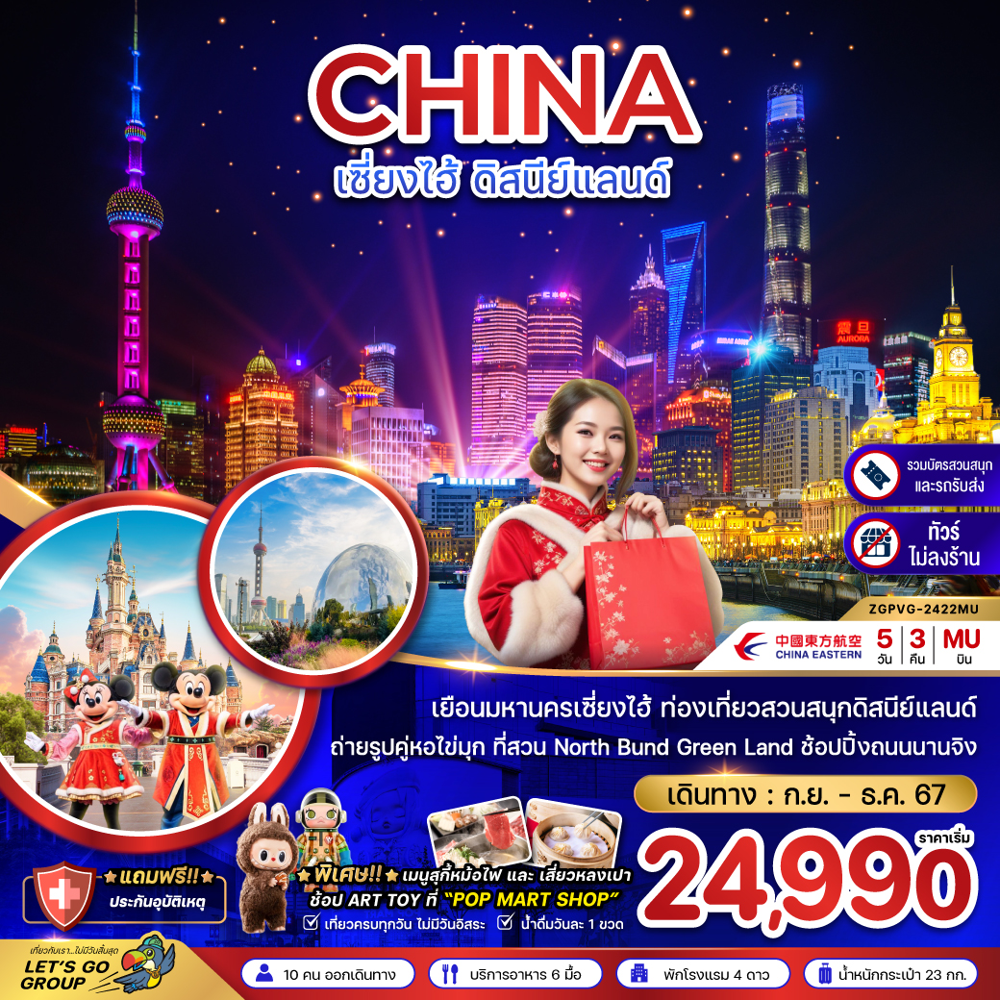 CHINA
เซี่ยงไฮ้ ดิสนีย์แลนด์
震旦
AURORA
รวมบัตรสวนสนุก
และรถรับส่ง
ทัวร์
ไม่ลงร้าน
ZGPVG-2422MU
中國東方航空
CHINA EASTERN
5 วัน
3 คืน
MU บิน
เยือนมหานครเซี่ยงไฮ้ ท่องเที่ยวสวนสนุกดิสนีย์แลนด์
ถ่ายรูปคู่หอไข่มุก ที่สวน North Bund Green Land ช้อปปิ้งถนนนานจิง
เดินทาง : ก.ย. - ธ.ค. 67
ราคาเริ่ม
24,990
แถมฟรี!!
ประกันอุบัติเหตุ
พิเศษ!! เมนูสุกี้หม้อไฟ และ เสี่ยวหลงเปา
ช้อป ART TOY ที่ "POP MART SHOP"
เที่ยวครบทุกวัน ไม่มีวันอิสระ
น้ำดื่มวันละ 1 ขวด
เที่ยวกับเรา...ไม่มีวันสิ้นสุด
LET'S GO
GROUP
10 คน ออกเดินทาง
บริการอาหาร 6 มื้อ
พักโรงแรม 4 ดาว
น้ำหนักกระเป๋า 23 กก.